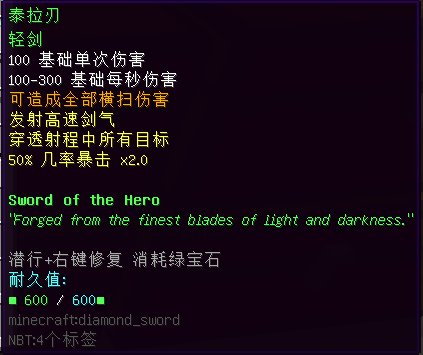 泰拉刃
轻剑
100 基础单次伤害
100-300 基础每秒伤害
可造成全部横扫伤害
发射高速剑气
穿透射程中所有目标
50% 几率暴击 x2.0
Sword of the Hero
"Forged from the finest blades of light and darkness."
潜行+右键修复 消耗绿宝石
耐久值:
■ 600 / 600■
minecraft:diamond_sword
NBT:4个标签